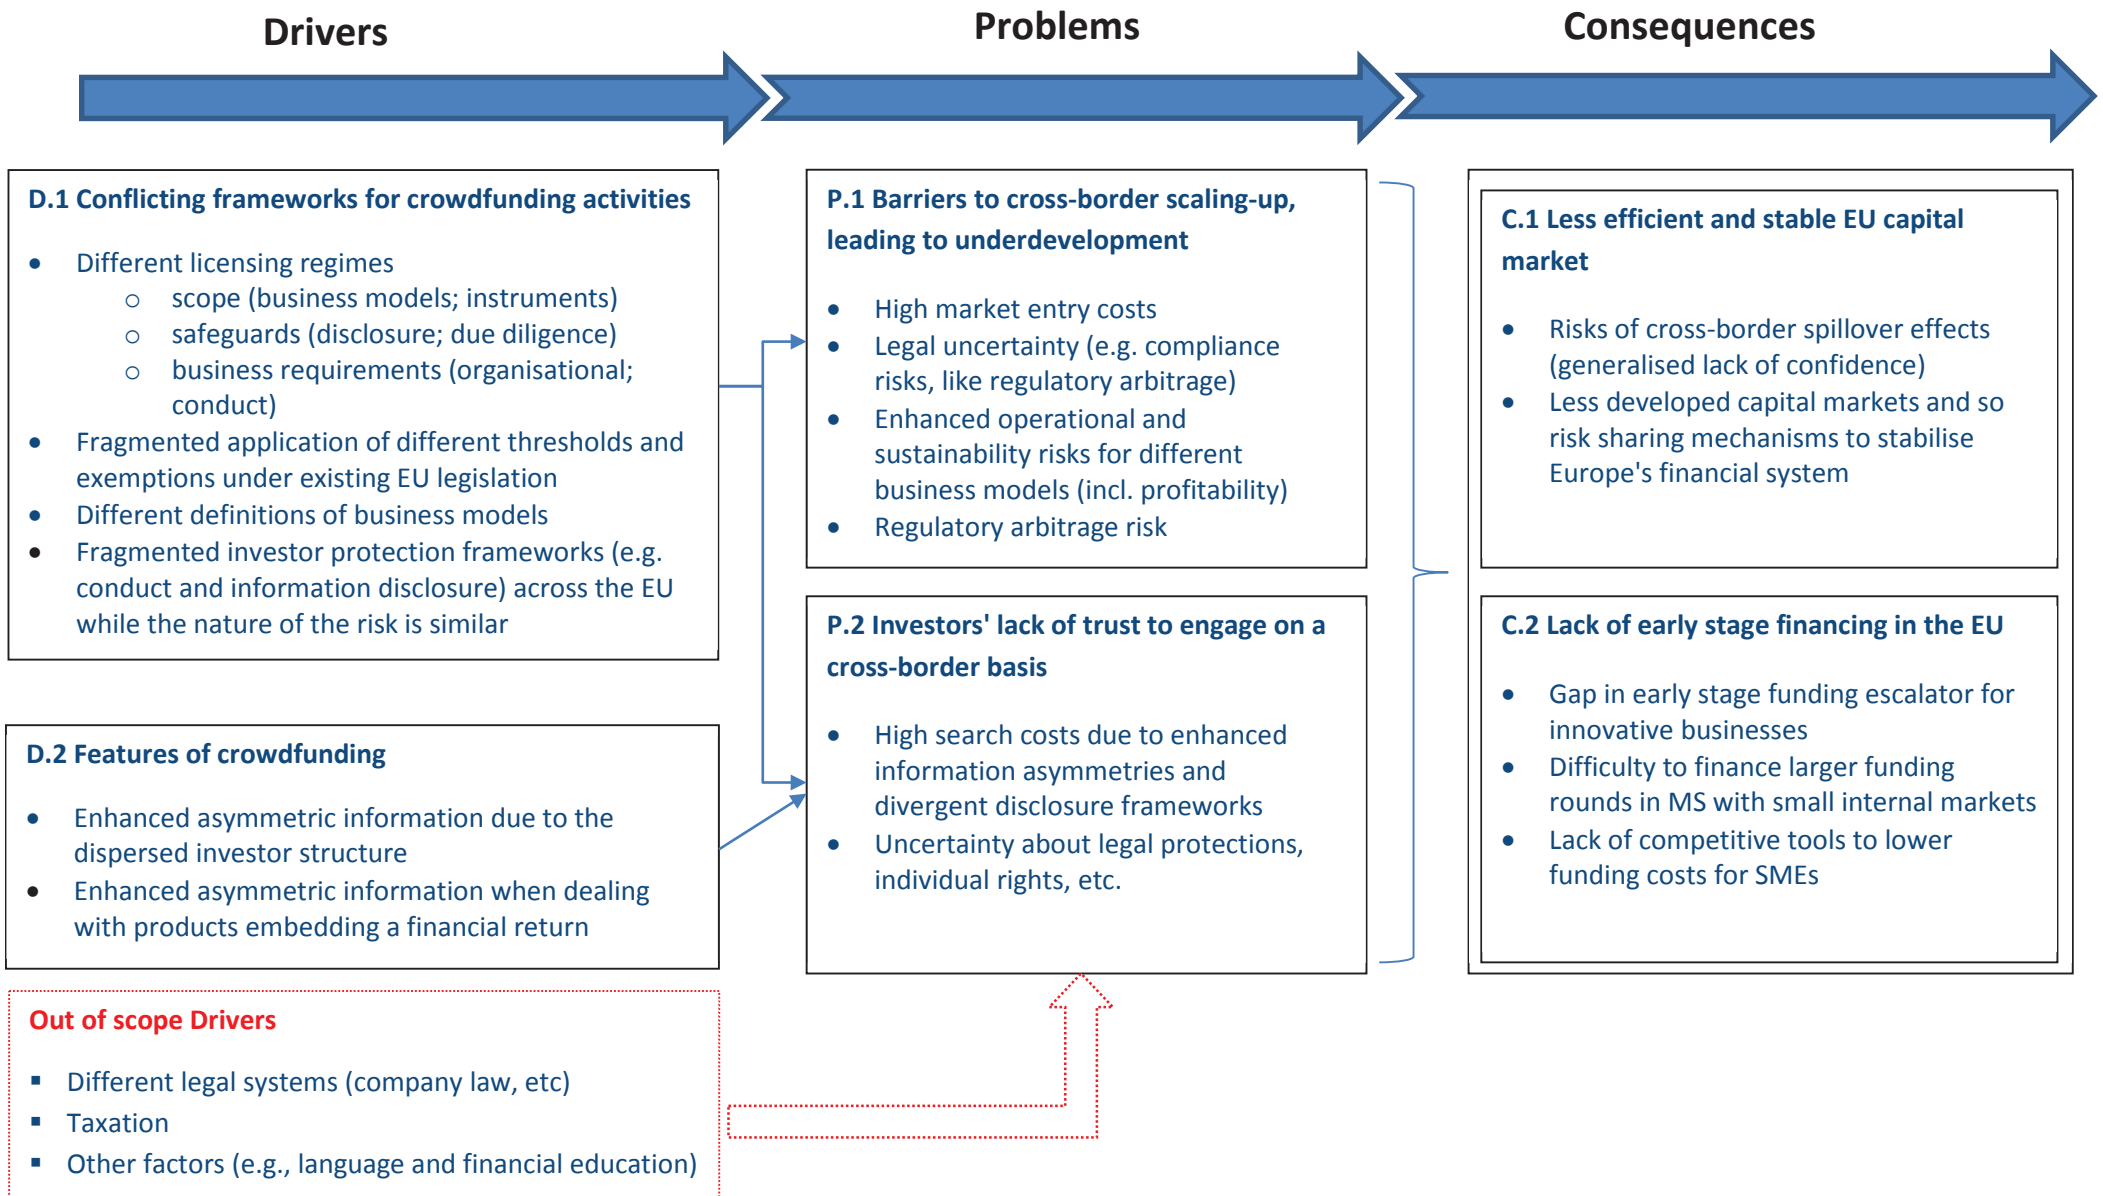 Drivers
Problems
Consequences
D.1 Conflicting frameworks for crowdfunding activities
• Different licensing regimes
o scope (business models; instruments)
o safeguards (disclosure; due diligence)
o business requirements (organisational;
conduct)
• Fragmented application of different thresholds and
exemptions under existing EU legislation
• Different definitions of business models
• Fragmented investor protection frameworks (e.g.
conduct and information disclosure) across the EU
while the nature of the risk is similar
D.2 Features of crowdfunding
• Enhanced asymmetric information due to the
dispersed investor structure
• Enhanced asymmetric information when dealing
with products embedding a financial return
Out of scope Drivers
▪ Different legal systems (company law, etc)
▪ Taxation
▪ Other factors (e.g., language and financial education)
P.1 Barriers to cross-border scaling-up,
leading to underdevelopment
• High market entry costs
• Legal uncertainty (e.g. compliance
risks, like regulatory arbitrage)
• Enhanced operational and
sustainability risks for different
business models (incl. profitability)
• Regulatory arbitrage risk
P.2 Investors' lack of trust to engage on a
cross-border basis
• High search costs due to enhanced
information asymmetries and
divergent disclosure frameworks
• Uncertainty about legal protections,
individual rights, etc.
C.1 Less efficient and stable EU capital
market
• Risks of cross-border spillover effects
(generalised lack of confidence)
• Less developed capital markets and so
risk sharing mechanisms to stabilise
Europe's financial system
C.2 Lack of early stage financing in the EU
• Gap in early stage funding escalator for
innovative businesses
• Difficulty to finance larger funding
rounds in MS with small internal markets
• Lack of competitive tools to lower
funding costs for SMEs